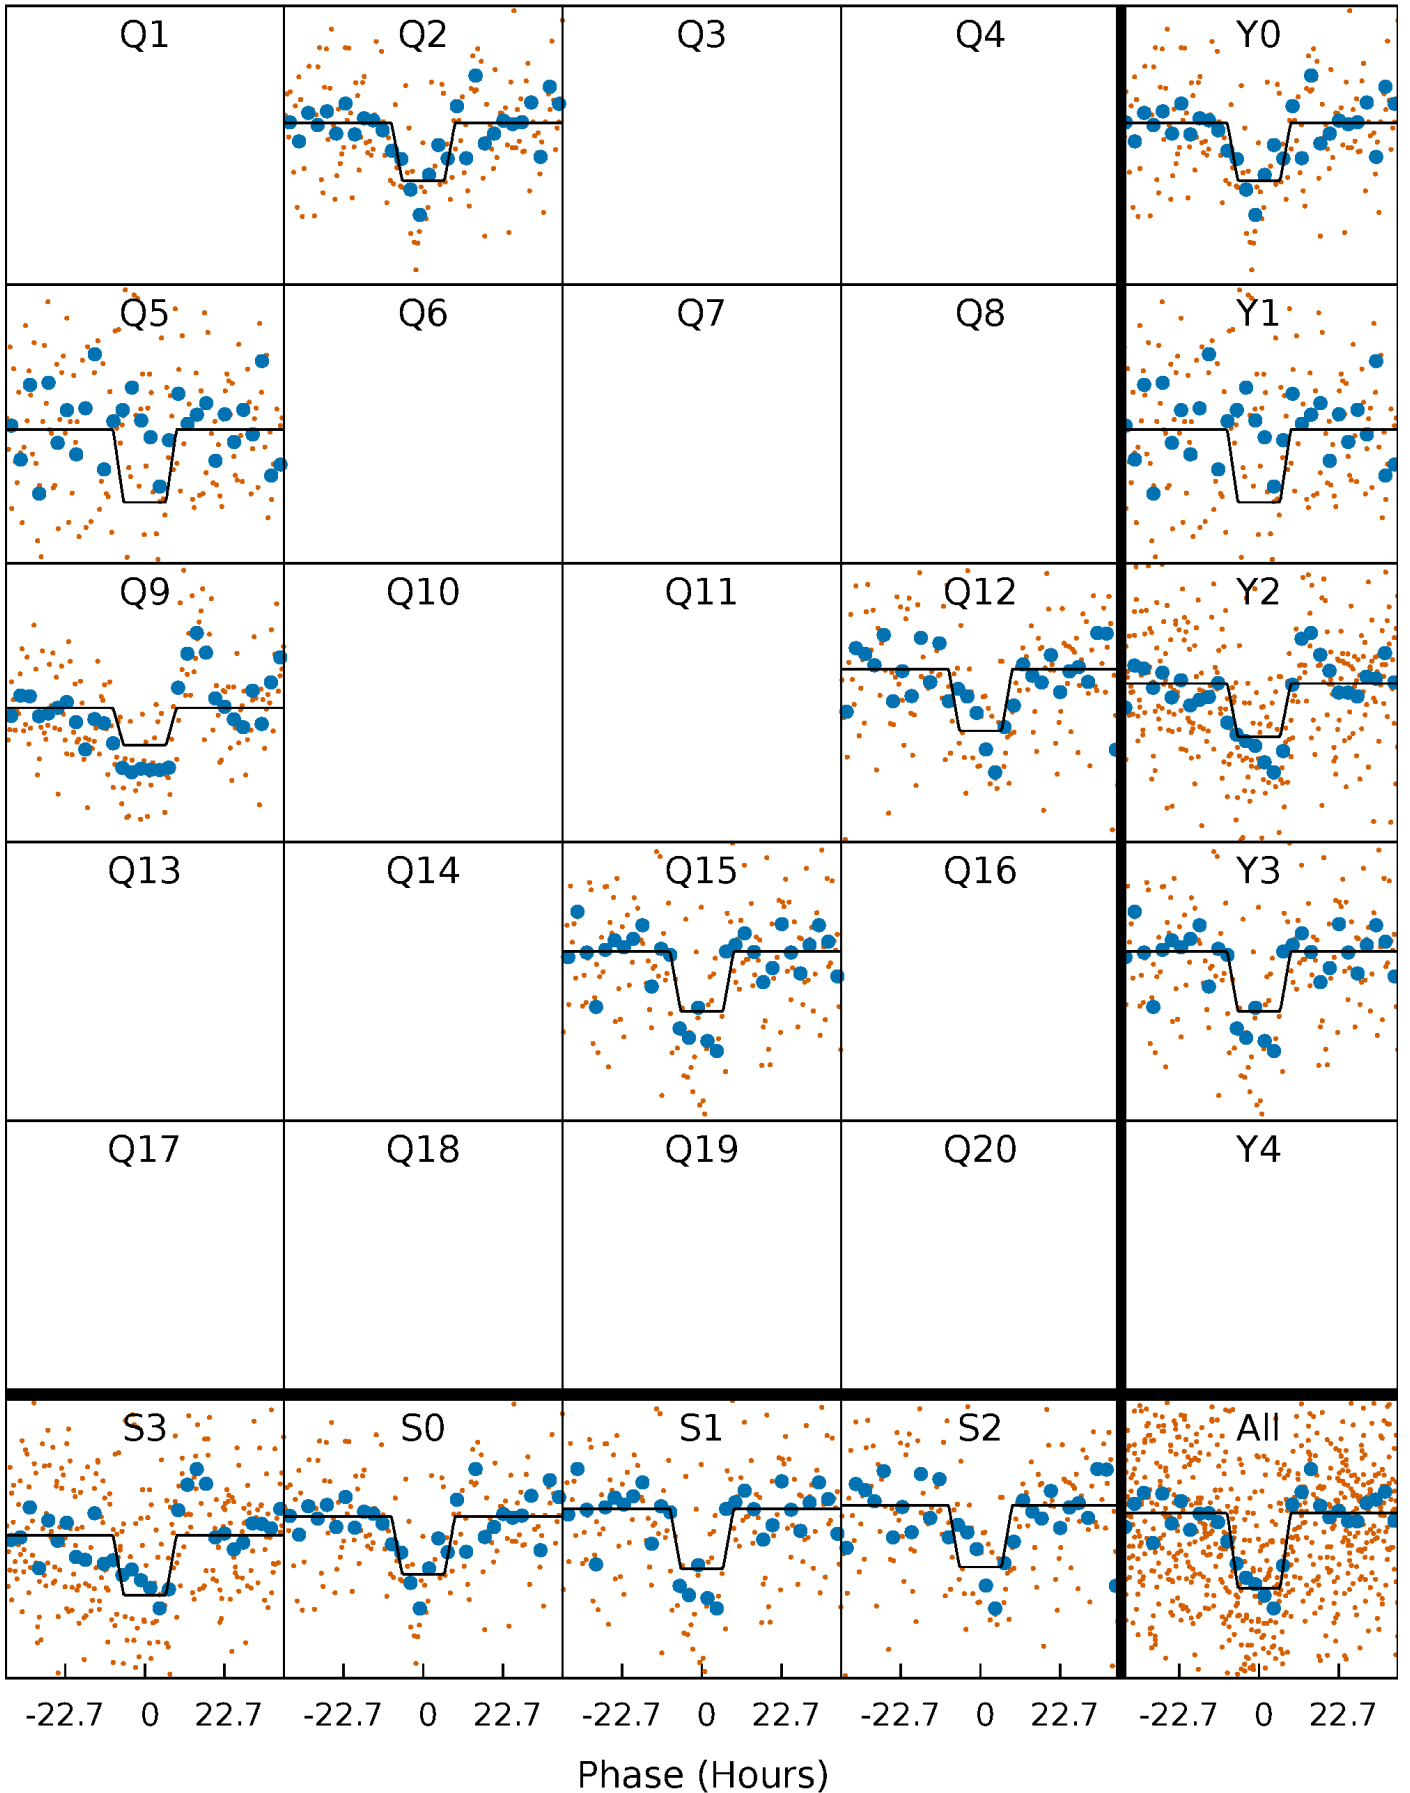 Q1 Q2 Q3 Q4 Y0
Q5 Q6 Q7 Q8 Y1
Q9 Q10 Q11 Q12 Y2
Q13 Q14 Q15 Q16 Y3
Q17 Q18 Q19 Q20 Y4
S3 S0 S1 S2 All
-22.7 0 22.7 -22.7 0 22.7 -22.7 0 22.7 -22.7 0 22.7 -22.7 0 22.7
Phase (Hours)